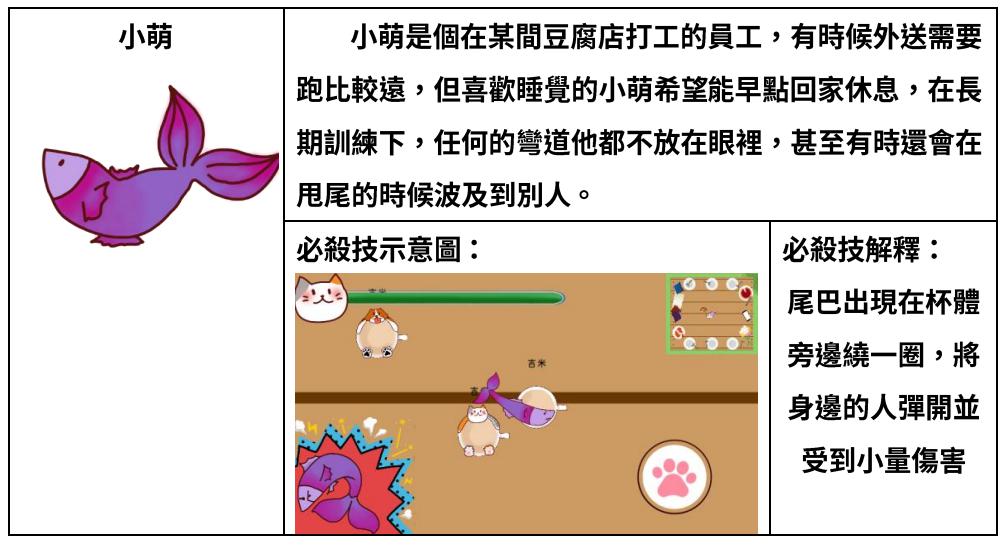 小萌
小萌是個在某間豆腐店打工的員工，有時候外送需要
跑比較遠，但喜歡睡覺的小萌希望能早點回家休息，在長
期訓練下，任何的彎道他都不放在眼裡，甚至有時還會在
甩尾的時候波及到別人。
必殺技示意圖：
吉米
必殺技解釋：
尾巴出現在杯體
旁邊繞一圈，將
身邊的人彈開並
受到小量傷害